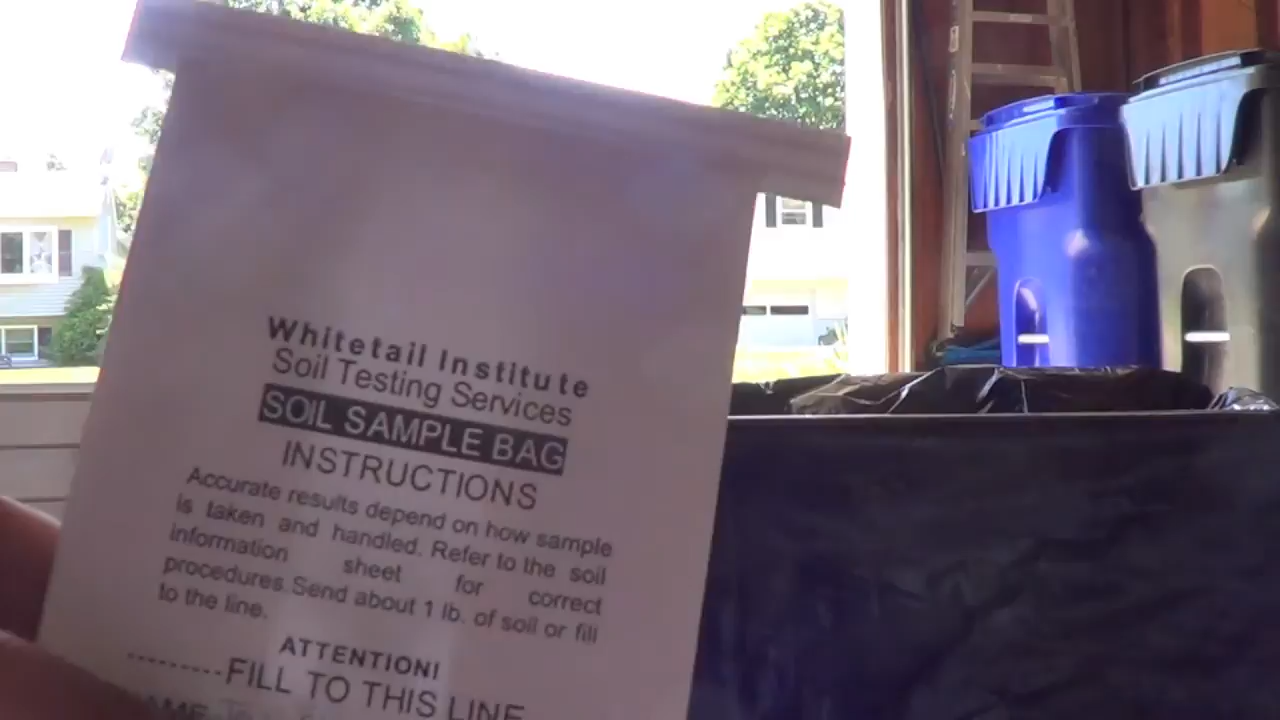 Whitetail Institute
Soil Testing Services
SOIL SAMPLE BAG
INSTRUCTIONS
Accurate results depend on how sample
is taken and handled. Refer to the soil
information sheet for correct
procedures.Send about 1 lb. of soil or fill
to the line.
ATTENTION!
---------FILL TO THIS LINE